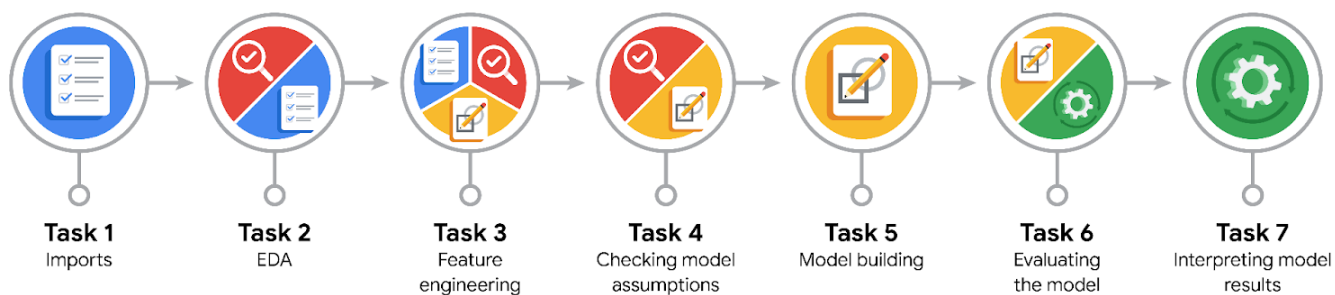 Task 1
Imports
Task 2
EDA
Task 3
Feature
engineering
Task 4
Checking model
assumptions
Task 5
Model building
Task 6
Evaluating
the model
Task 7
Interpreting model
results